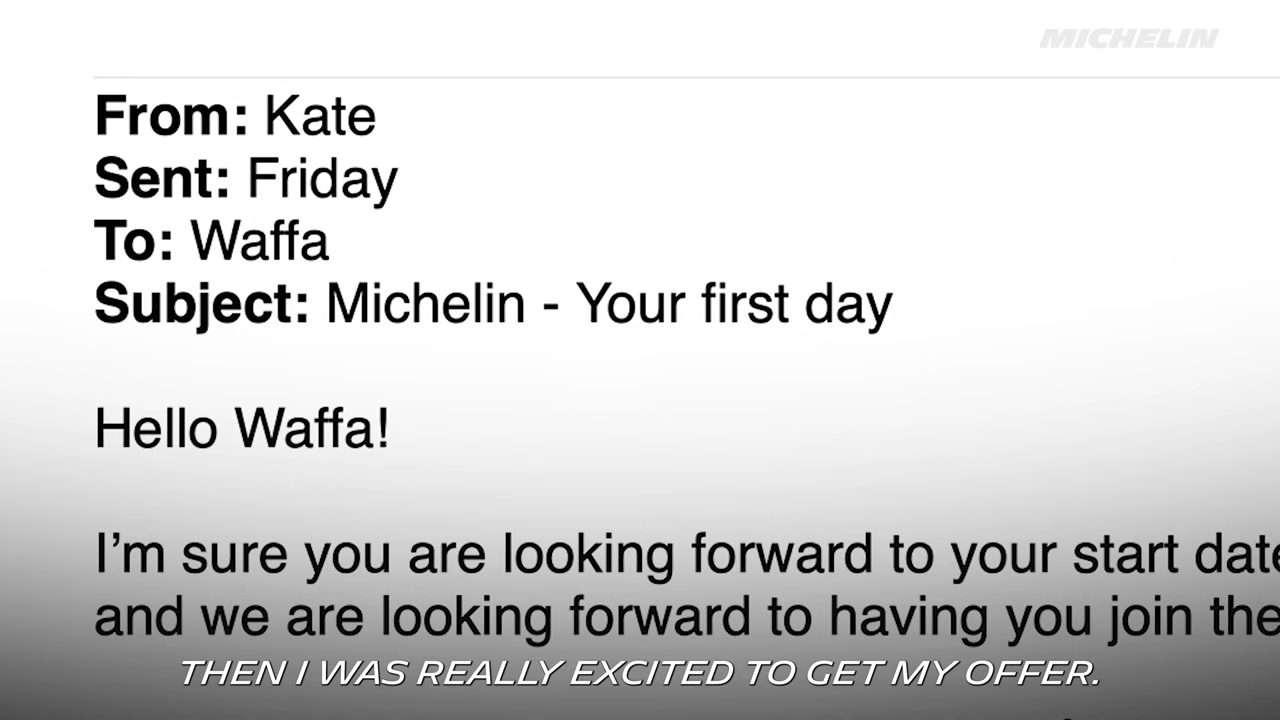 MICHELIN
From: Kate
Sent: Friday
To: Waffa
Subject: Michelin - Your first day
Hello Waffa!
I’m sure you are looking forward to your start date
and we are looking forward to having you join the
THEN I WAS REALLY EXCITED TO GET MY OFFER.